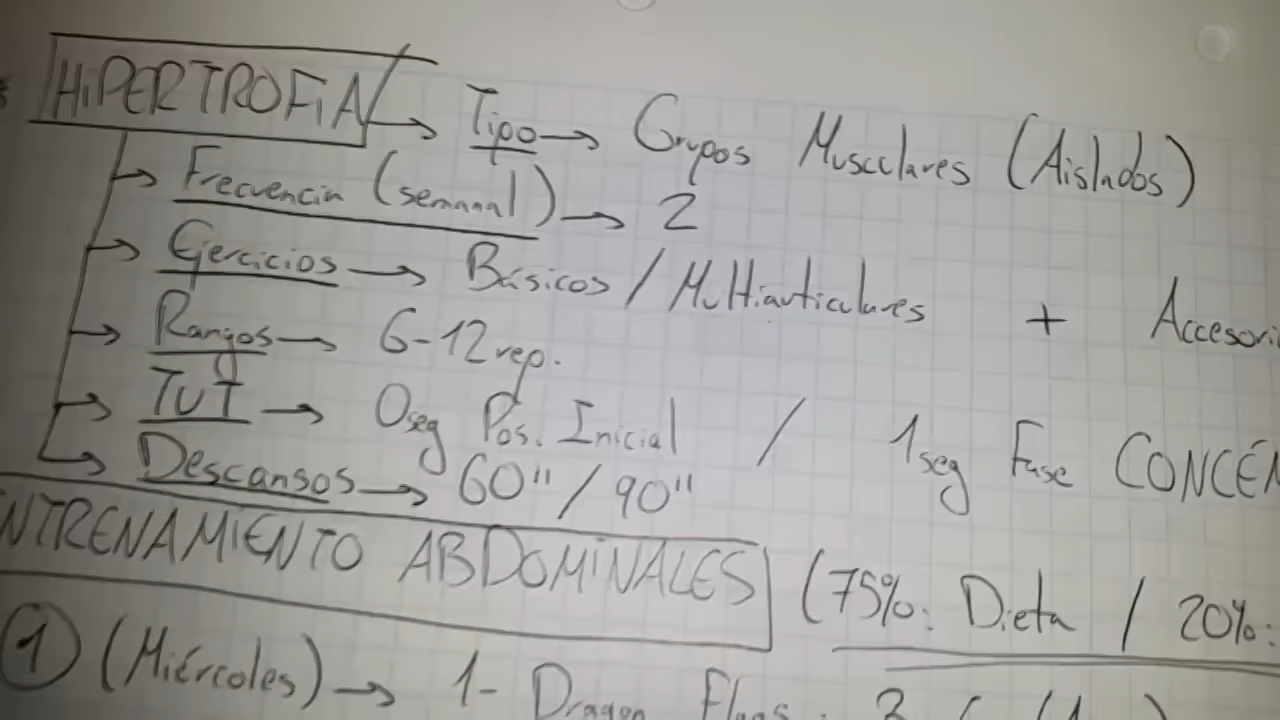 HiPERTROFiA → Tipo → Grupos Musculares (Aislados)
→ Frecuencia (semanal) → 2
→ Ejercicios → Básicos / Multiarticulares + Accesori
→ Rangos → 6-12 rep.
→ TuT → 0seg Pos. Inicial / 1seg Fase CONCÉN
→ Descansos → 60" / 90"
NTRENAMIENTO ABDOMINALES (75%: Dieta / 20%:
1 (Miércoles) → 1- Dragon Flags: 3